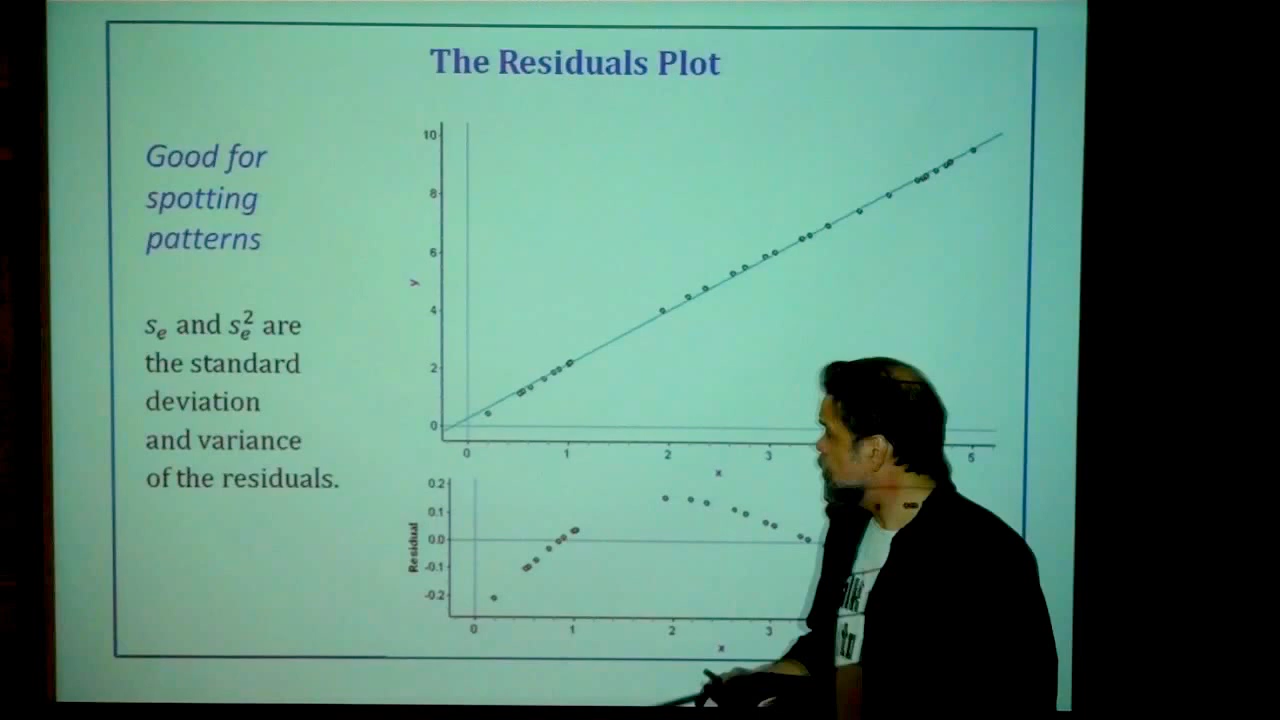 The Residuals Plot
Good for
spotting
patterns
s_e and s_e^2 are
the standard
deviation
and variance
of the residuals.
10
8
6
4
2
0
y
0 1 2 3 5
x
0.2
0.1
0.0
-0.1
-0.2
Residual
0 1 2 3
x